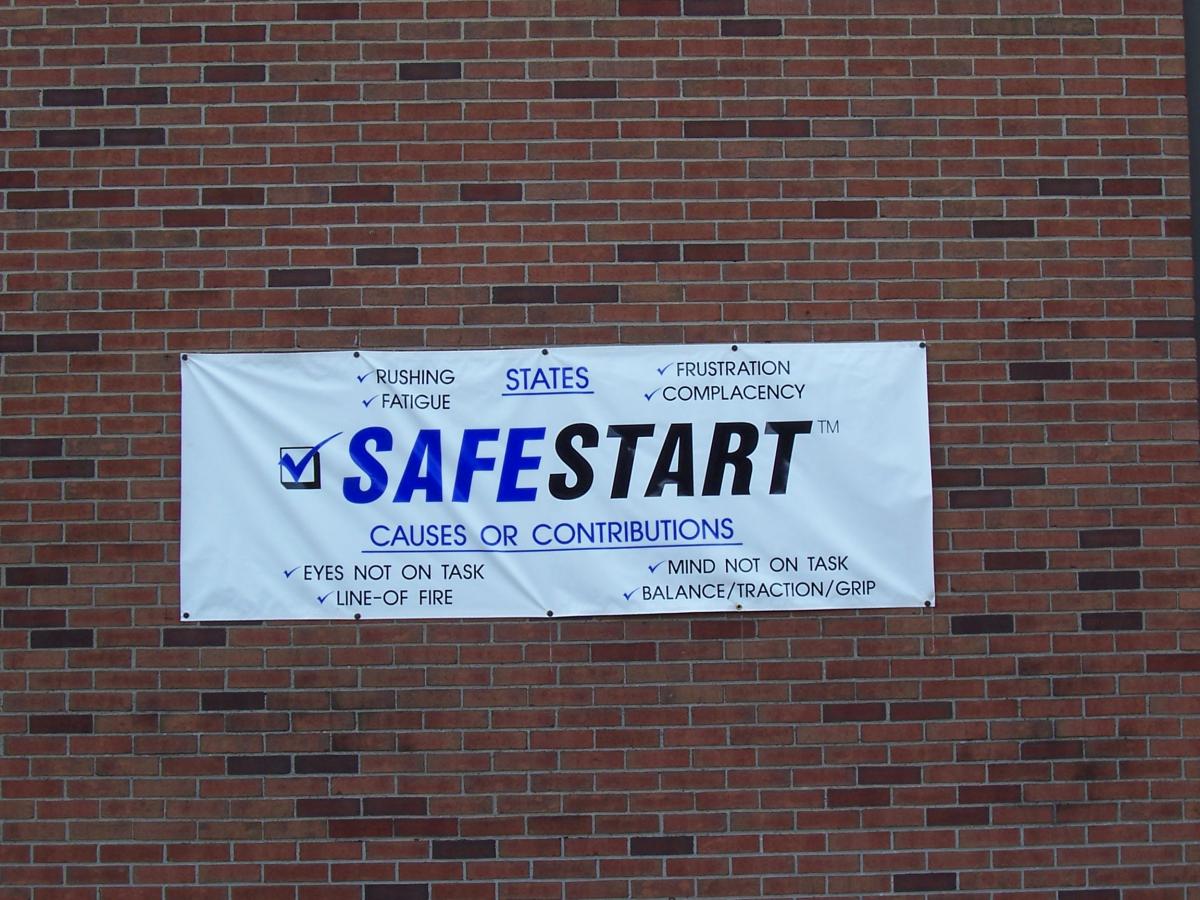 ✓RUSHING STATES ✓FRUSTRATION
✓FATIGUE ✓COMPLACENCY
SAFESTART™
CAUSES OR CONTRIBUTIONS
✓EYES NOT ON TASK ✓MIND NOT ON TASK
✓LINE-OF FIRE ✓BALANCE/TRACTION/GRIP